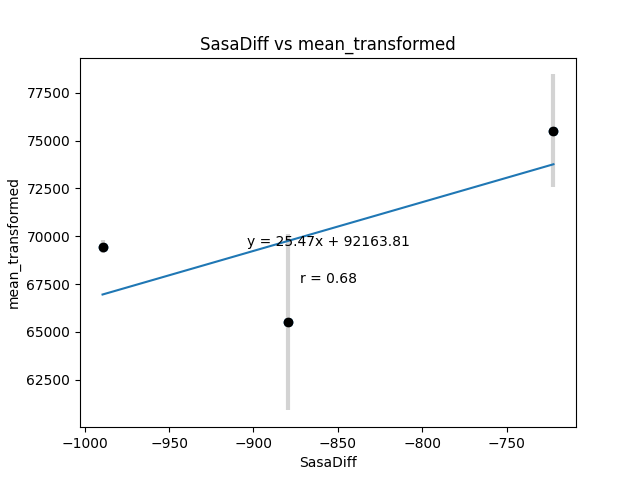 SasaDiff vs mean_transformed
mean_transformed
77500
75000
72500
70000
67500
65000
62500
y = 25.47x + 92163.81
r = 0.68
−1000
−950
−900
−850
−800
−750
SasaDiff